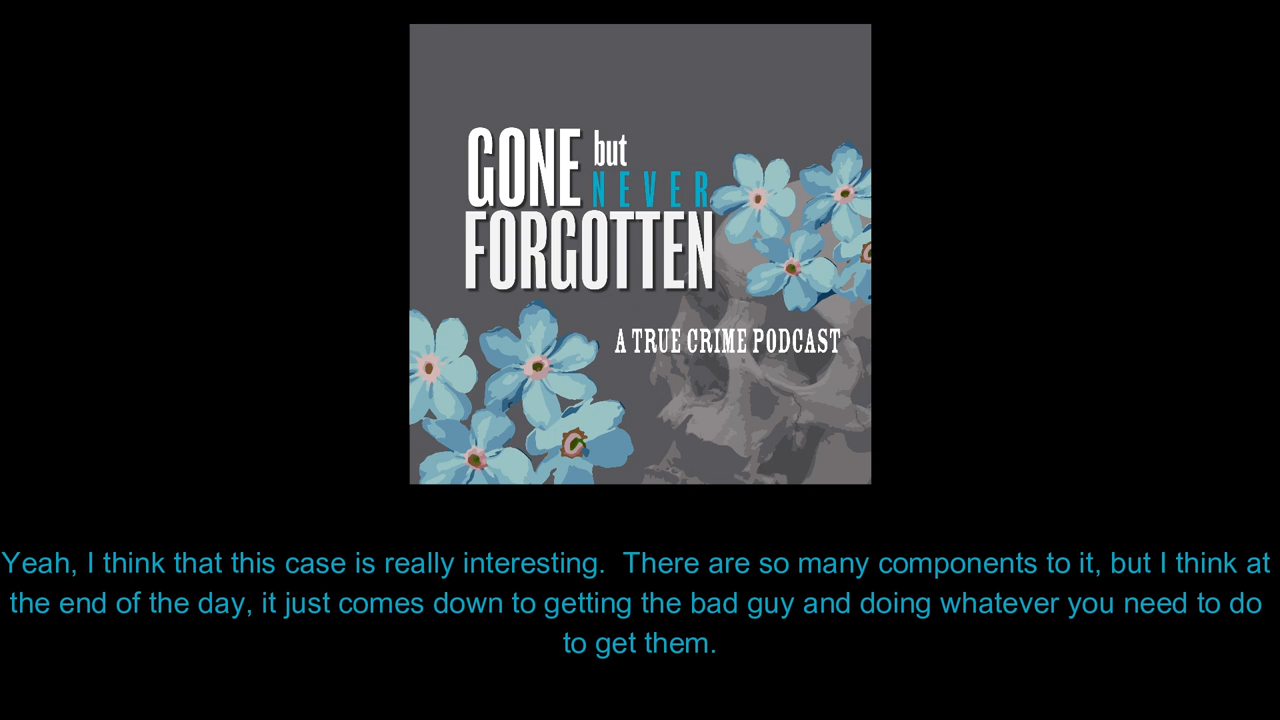 GONE but
NEVER
FORGOTTEN
A TRUE CRIME PODCAST
Yeah, I think that this case is really interesting.  There are so many components to it, but I think at
the end of the day, it just comes down to getting the bad guy and doing whatever you need to do
to get them.